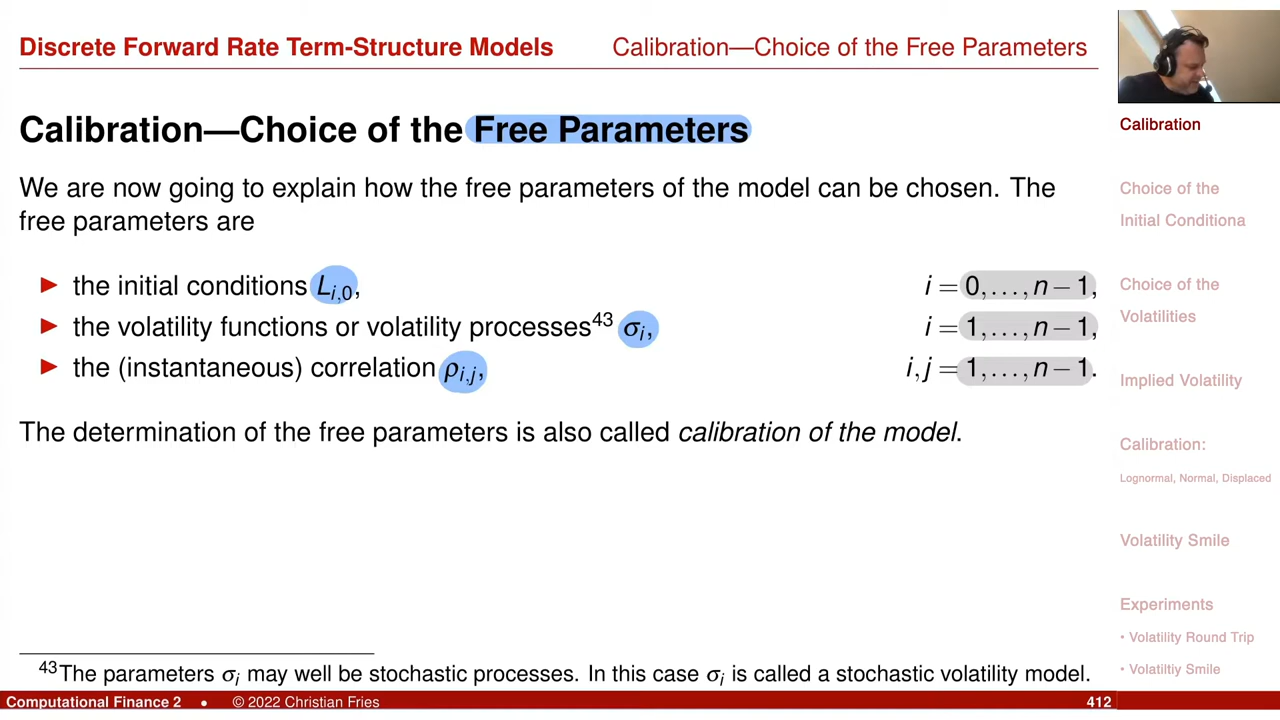 Discrete Forward Rate Term-Structure Models Calibration—Choice of the Free Parameters
Calibration—Choice of the Free Parameters
We are now going to explain how the free parameters of the model can be chosen. The
free parameters are
► the initial conditions L_{i,0}, i = 0,...,n−1,
► the volatility functions or volatility processes⁴³ σ_i, i = 1,...,n−1,
► the (instantaneous) correlation ρ_{i,j}, i,j = 1,...,n−1.
The determination of the free parameters is also called calibration of the model.
⁴³The parameters σ_i may well be stochastic processes. In this case σ_i is called a stochastic volatility model.
Computational Finance 2 • © 2022 Christian Fries 412
Calibration
Choice of the
Initial Conditiona
Choice of the
Volatilities
Implied Volatility
Calibration:
Lognormal, Normal, Displaced
Volatility Smile
Experiments
• Volatility Round Trip
• Volatiltiy Smile